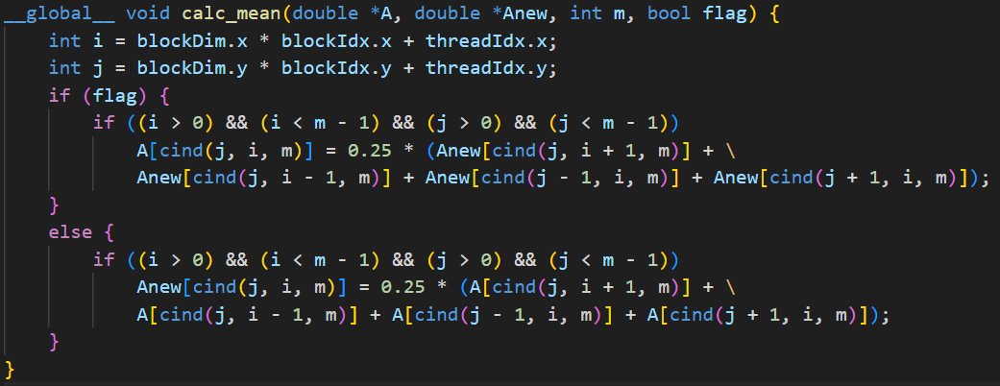 __global__ void calc_mean(double *A, double *Anew, int m, bool flag) {
    int i = blockDim.x * blockIdx.x + threadIdx.x;
    int j = blockDim.y * blockIdx.y + threadIdx.y;
    if (flag) {
        if ((i > 0) && (i < m - 1) && (j > 0) && (j < m - 1))
            A[cind(j, i, m)] = 0.25 * (Anew[cind(j, i + 1, m)] + \
            Anew[cind(j, i - 1, m)] + Anew[cind(j - 1, i, m)] + Anew[cind(j + 1, i, m)]);
    }
    else {
        if ((i > 0) && (i < m - 1) && (j > 0) && (j < m - 1))
            Anew[cind(j, i, m)] = 0.25 * (A[cind(j, i + 1, m)] + \
            A[cind(j, i - 1, m)] + A[cind(j - 1, i, m)] + A[cind(j + 1, i, m)]);
    }
}